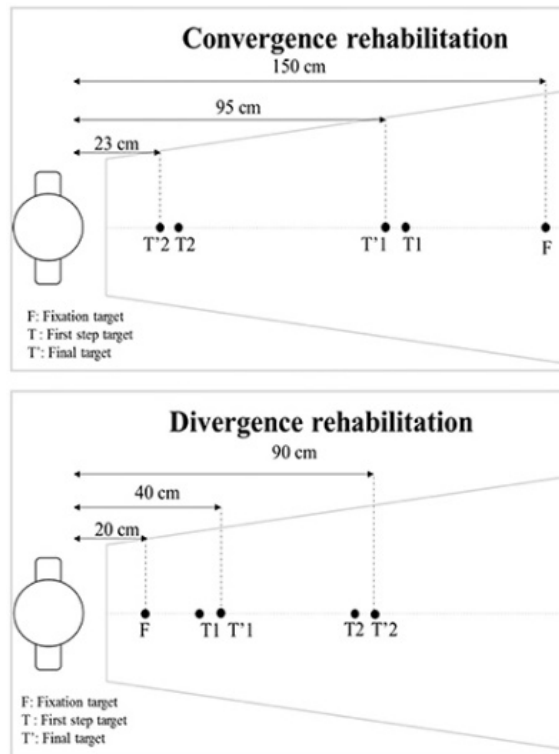 Convergence rehabilitation
150 cm
95 cm
23 cm
T'2 T2 T'1 T1 F
F: Fixation target
T : First step target
T': Final target
Divergence rehabilitation
90 cm
40 cm
20 cm
F T1 T'1 T2 T'2
F: Fixation target
T : First step target
T': Final target